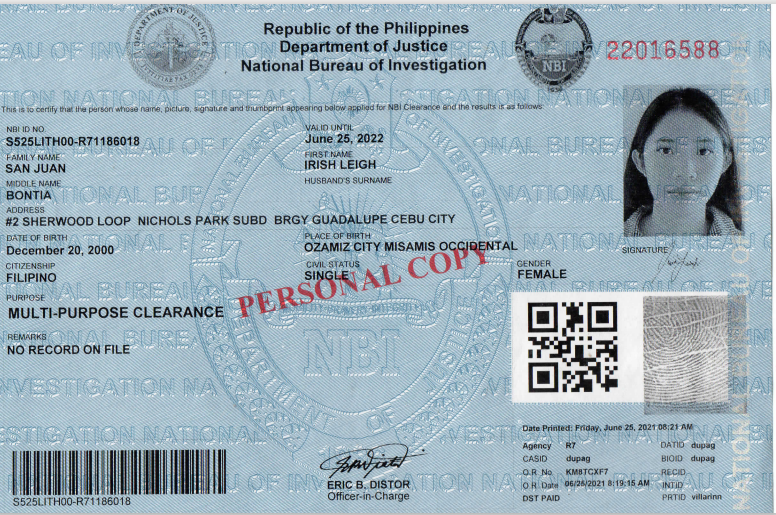 Republic of the Philippines
Department of Justice
National Bureau of Investigation
22016588
This is to certify that the person whose name, picture, signature and thumbprint appearing below applied for NBI Clearance and the results is as follows:
NBI ID NO.
S525LITH00-R71186018
VALID UNTIL
June 25, 2022
FAMILY NAME
SAN JUAN
FIRST NAME
IRISH LEIGH
MIDDLE NAME
BONTIA
HUSBAND'S SURNAME
ADDRESS
#2 SHERWOOD LOOP NICHOLS PARK SUBD BRGY GUADALUPE CEBU CITY
DATE OF BIRTH
December 20, 2000
PLACE OF BIRTH
OZAMIZ CITY MISAMIS OCCIDENTAL
SIGNATURE
CITIZENSHIP
FILIPINO
CIVIL STATUS
SINGLE
GENDER
FEMALE
PERSONAL COPY
PURPOSE
MULTI-PURPOSE CLEARANCE
REMARKS
NO RECORD ON FILE
NBI
Date Printed: Friday, June 25, 2021 08:21 AM
Agency R7 DATID dupag
CASID dupag BIOID dupag
O.R. No. KM8TCXF7 RECID
O.R. Date 06/25/2021 8:19:15 AM INTID
DST PAID PRTID villarinn
S525LITH00-R71186018
ERIC B. DISTOR
Officer-in-Charge